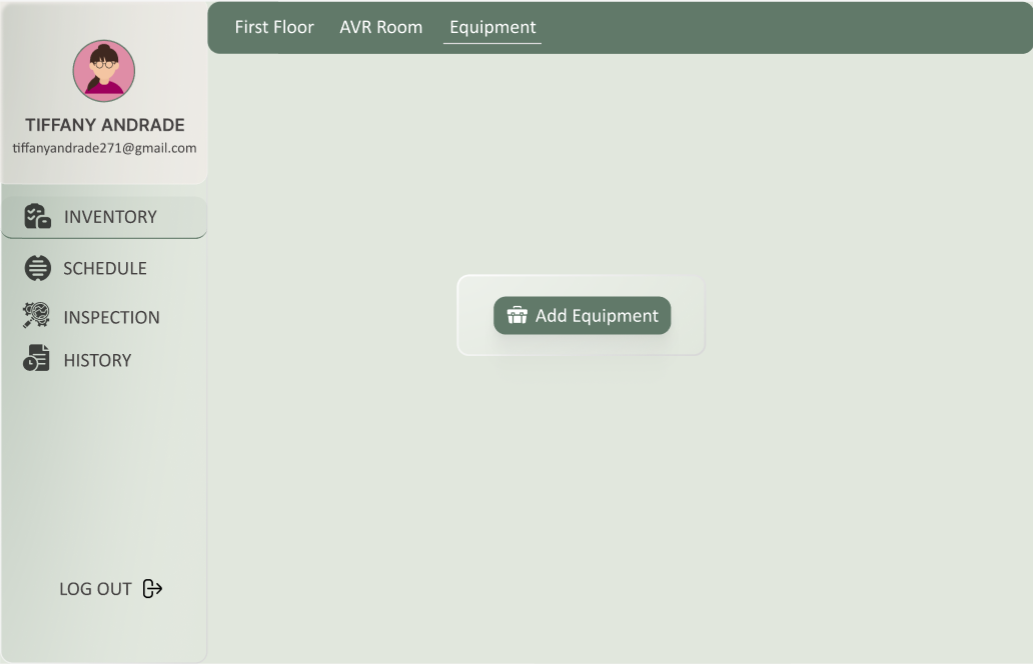 First Floor AVR Room Equipment
TIFFANY ANDRADE
tiffanyandrade271@gmail.com
INVENTORY
SCHEDULE
INSPECTION
HISTORY
Add Equipment
LOG OUT